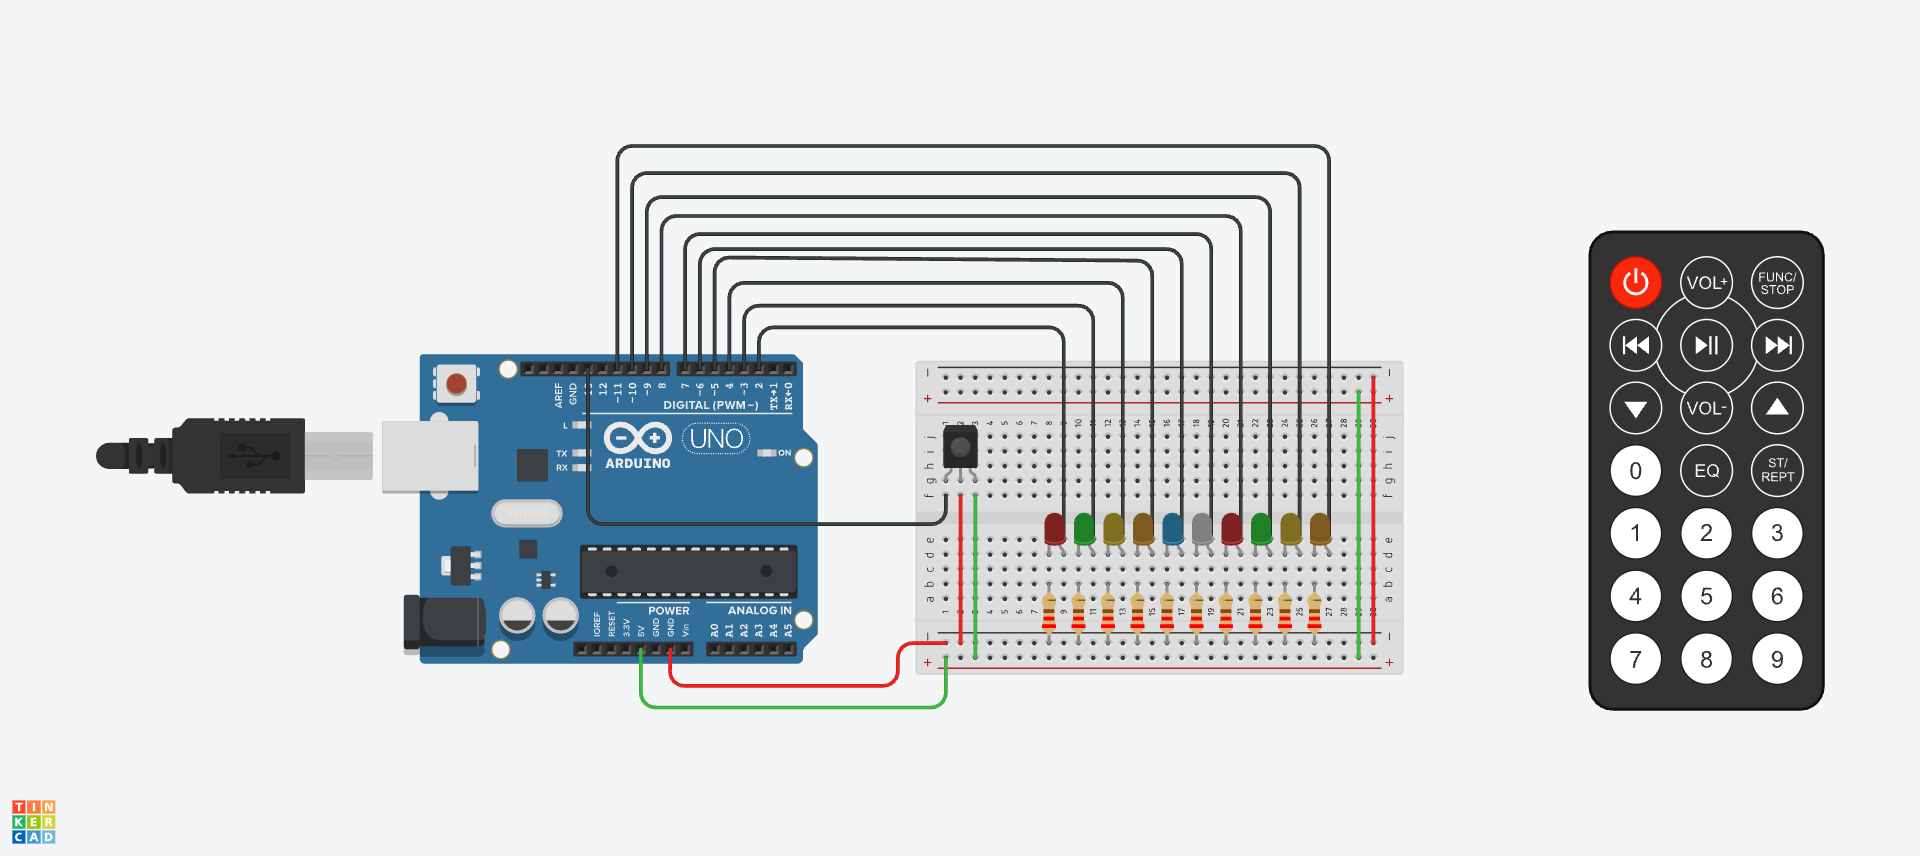 AREF
GND
13
12
~11
~10
~9
8
7
~6
~5
4
~3
2
TX→1
RX←0
DIGITAL (PWM~)
L
TX
RX
ARDUINO
UNO
ON
IOREF
RESET
3.3V
5V
GND
GND
Vin
POWER
ANALOG IN
A0
A1
A2
A3
A4
A5
j
i
h
g
f
e
d
c
b
a
VOL+
FUNC/
STOP
VOL-
0
EQ
ST/
REPT
1 2 3
4 5 6
7 8 9
TIN
KER
CAD